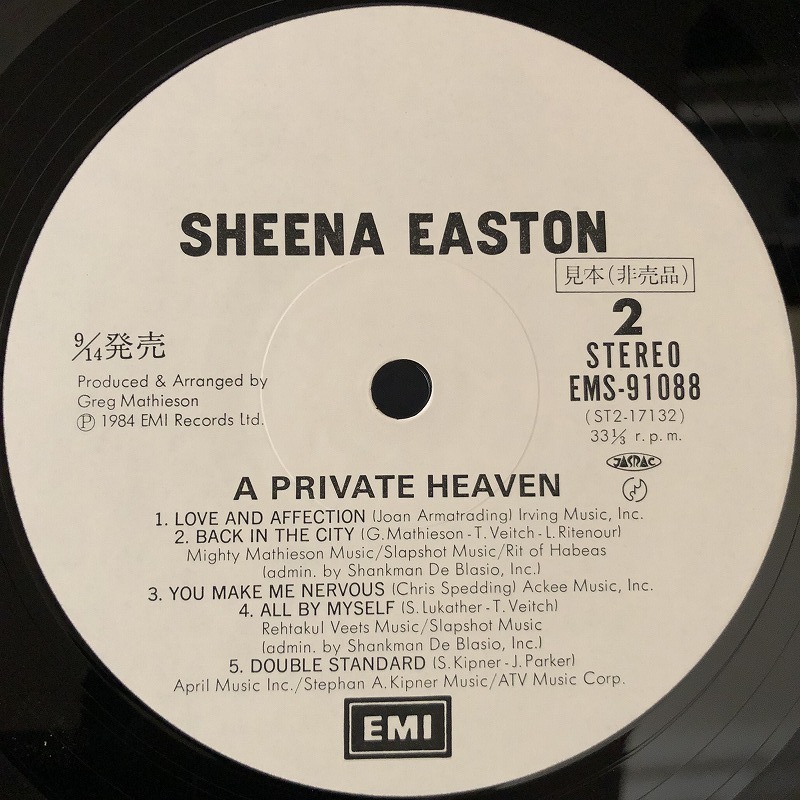 SHEENA EASTON
見本(非売品)
2
STEREO
EMS-91088
(ST2-17132)
33⅓ r.p.m.
JASRAC
9/14発売
Produced & Arranged by
Greg Mathieson
Ⓟ 1984 EMI Records Ltd.
A PRIVATE HEAVEN
1. LOVE AND AFFECTION (Joan Armatrading) Irving Music, Inc.
2. BACK IN THE CITY (G. Mathieson - T. Veitch - L. Ritenour)
Mighty Mathieson Music/Slapshot Music/Rit of Habeas
(admin. by Shankman De Blasio, Inc.)
3. YOU MAKE ME NERVOUS (Chris Spedding) Ackee Music, Inc.
4. ALL BY MYSELF (S. Lukather - T. Veitch)
Rehtakul Veets Music/Slapshot Music
(admin. by Shankman De Blasio, Inc.)
5. DOUBLE STANDARD (S. Kipner - J. Parker)
April Music Inc./Stephan A. Kipner Music/ATV Music Corp.
EMI